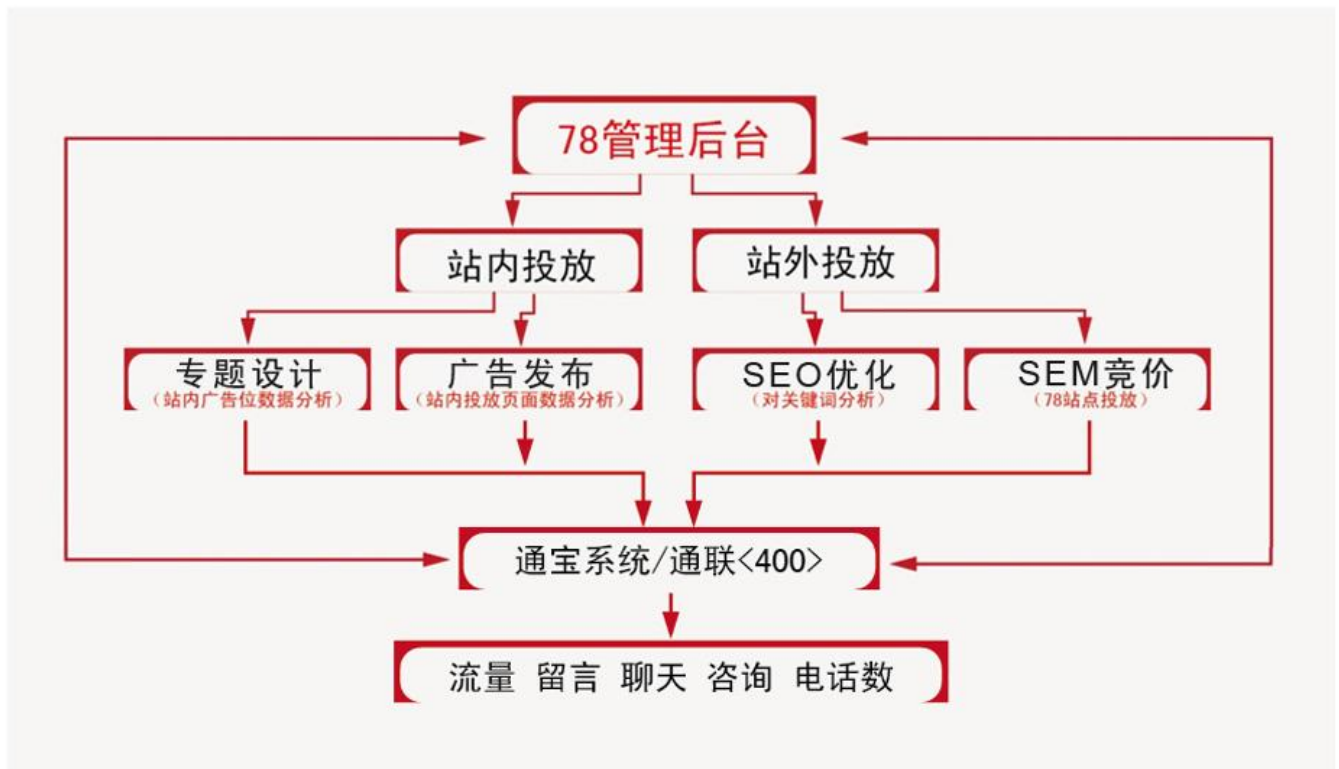 78管理后台
站内投放
站外投放
专题设计
(站内广告位数据分析)
广告发布
(站内投放页面数据分析)
SEO优化
(对关键词分析)
SEM竞价
(78站点投放)
通宝系统/通联<400>
流量 留言 聊天 咨询 电话数